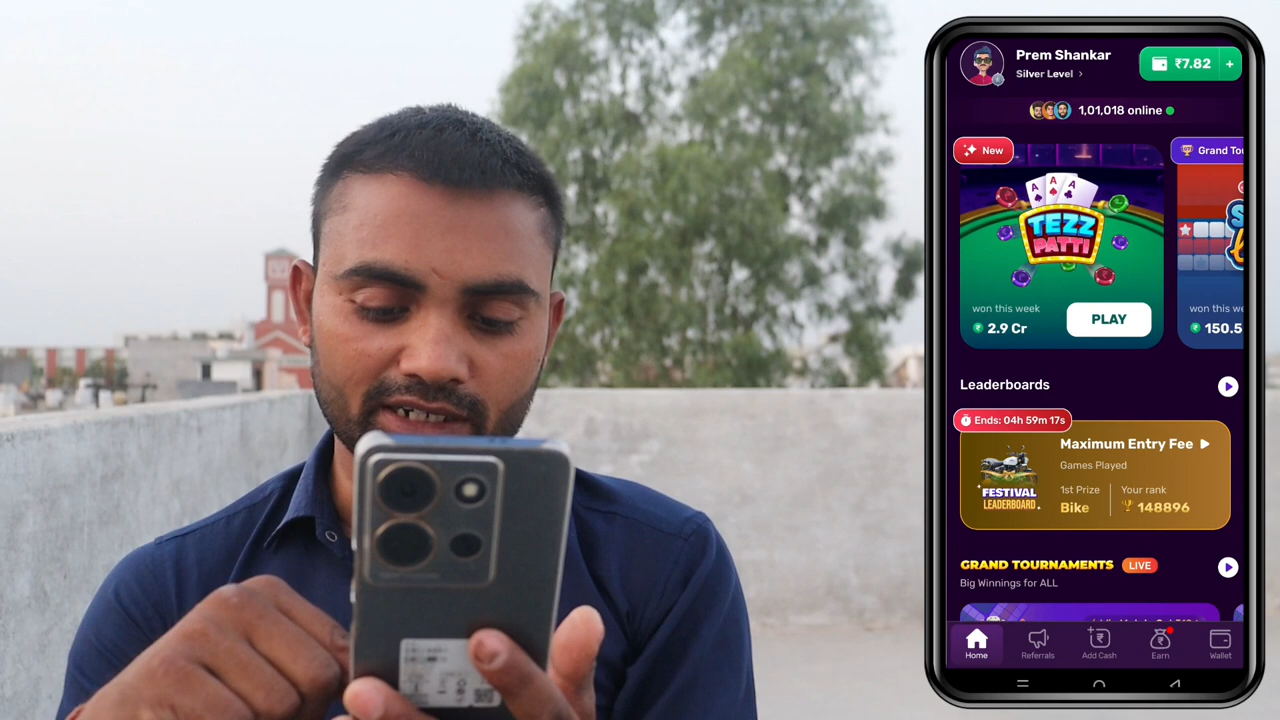 Prem Shankar
Silver Level >
₹7.82 +
1,01,018 online
New
Grand Tou
A A A
TEZZ
PATTI
won this week
₹ 2.9 Cr
PLAY
won this we
₹ 150.5
Leaderboards
Ends: 04h 59m 17s
Maximum Entry Fee
Games Played
FESTIVAL
LEADERBOARD
1st Prize
Bike
Your rank
148896
GRAND TOURNAMENTS
LIVE
Big Winnings for ALL
Home
Referrals
Add Cash
Earn
Wallet